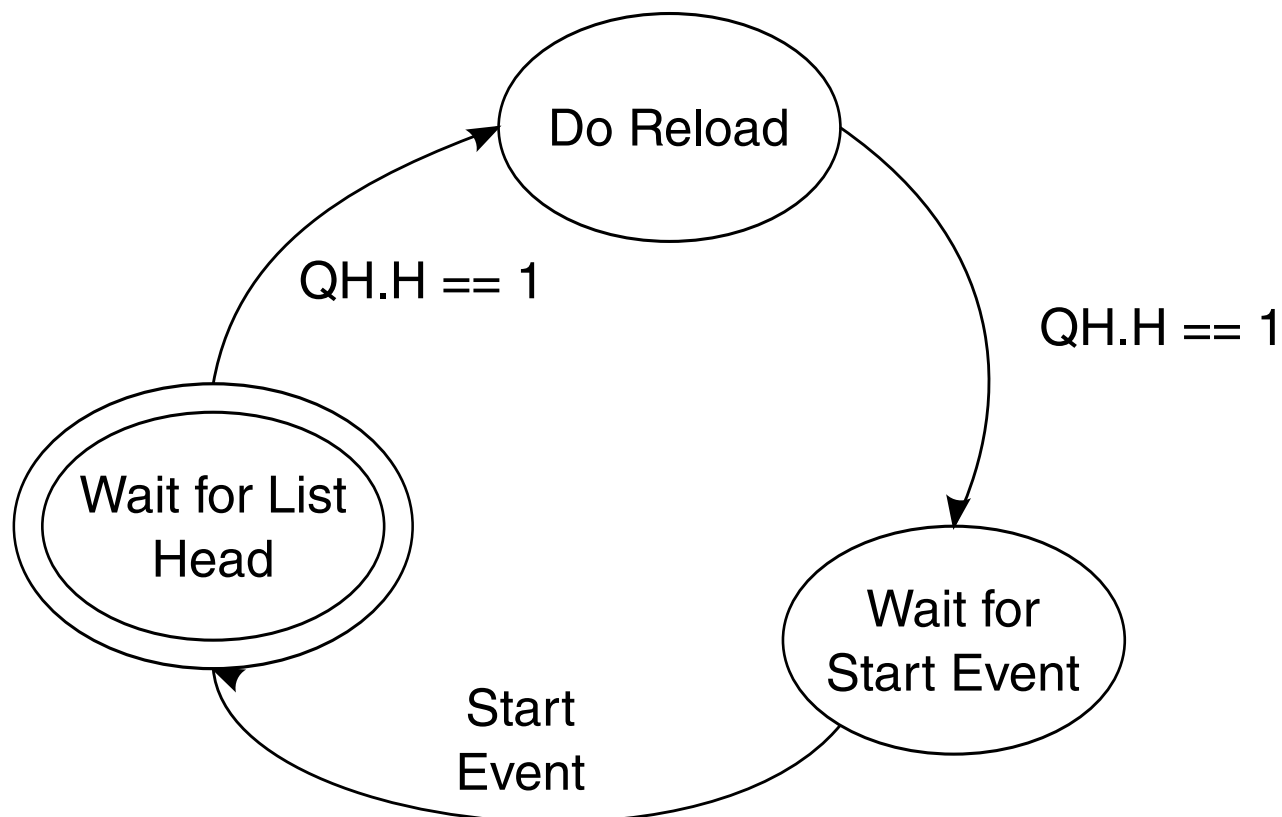 Do Reload
QH.H == 1
QH.H == 1
Wait for List
Head
Wait for
Start Event
Start
Event